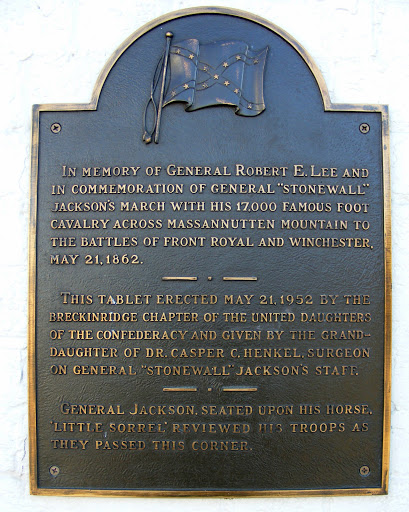 IN MEMORY OF GENERAL ROBERT E. LEE AND
IN COMMEMORATION OF GENERAL "STONEWALL"
JACKSON'S MARCH WITH HIS 17,000 FAMOUS FOOT
CAVALRY ACROSS MASSANNUTTEN MOUNTAIN TO
THE BATTLES OF FRONT ROYAL AND WINCHESTER,
MAY 21, 1862.
THIS TABLET ERECTED MAY 21, 1952 BY THE
BRECKINRIDGE CHAPTER OF THE UNITED DAUGHTERS
OF THE CONFEDERACY AND GIVEN BY THE GRAND-
DAUGHTER OF DR. CASPER C. HENKEL, SURGEON
ON GENERAL "STONEWALL" JACKSON'S STAFF.
GENERAL JACKSON, SEATED UPON HIS HORSE,
'LITTLE SORREL,' REVIEWED HIS TROOPS AS
THEY PASSED THIS CORNER.